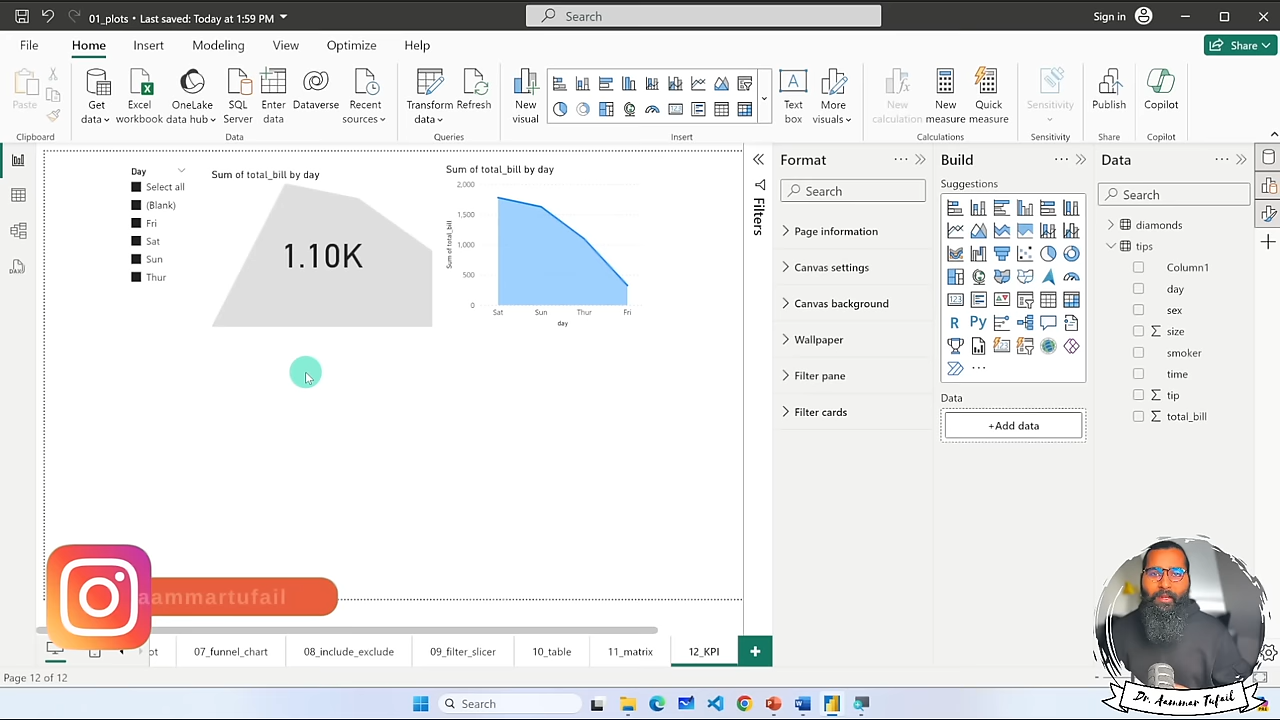 01_plots • Last saved: Today at 1:59 PM
Search
Sign in
File
Home
Insert
Modeling
View
Optimize
Help
Share
Paste
Get data
Excel workbook
OneLake data hub
SQL Server
Enter data
Dataverse
Recent sources
Transform data
Refresh
New visual
Text box
More visuals
New calculation
New measure
Quick measure
Sensitivity
Publish
Copilot
Clipboard
Data
Queries
Insert
Calculations
Sensitivity
Share
Copilot
Day
Select all
(Blank)
Fri
Sat
Sun
Thur
Sum of total_bill by day
1.10K
Sum of total_bill by day
Sum of total_bill
2,000
1,500
1,000
500
0
Sat
Sun
Thur
Fri
day
Filters
Format
Search
Page information
Canvas settings
Canvas background
Wallpaper
Filter pane
Filter cards
Build
Suggestions
R
Py
Data
+Add data
Data
Search
diamonds
tips
Column1
day
sex
size
smoker
time
tip
total_bill
aammartufail
ot
07_funnel_chart
08_include_exclude
09_filter_slicer
10_table
11_matrix
12_KPI
Page 12 of 12
Search
Dr. Aammar Tufail